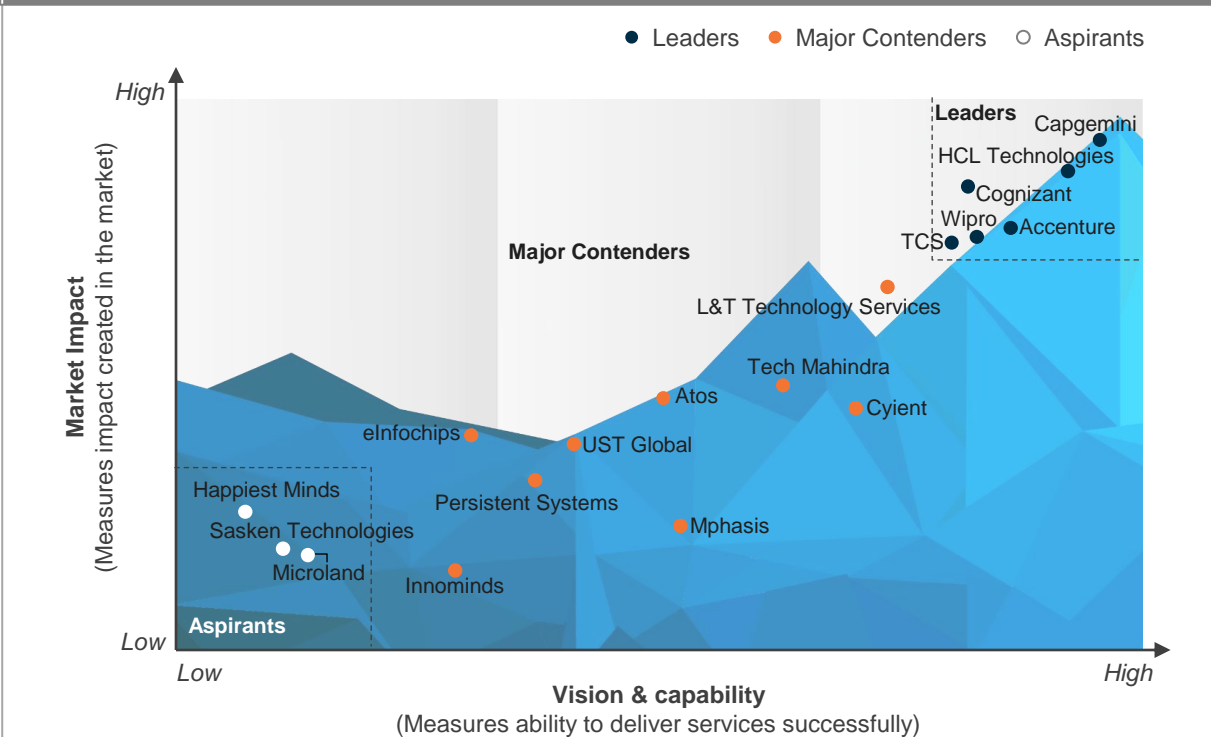 Leaders
Major Contenders
Aspirants
High
Leaders
Capgemini
HCL Technologies
Cognizant
Wipro
TCS
Accenture
Major Contenders
L&T Technology Services
Tech Mahindra
Atos
Cyient
eInfochips
UST Global
Persistent Systems
Mphasis
Happiest Minds
Sasken Technologies
Microland
Innominds
Aspirants
Market Impact
(Measures impact created in the market)
Low
Low
High
Vision & capability
(Measures ability to deliver services successfully)